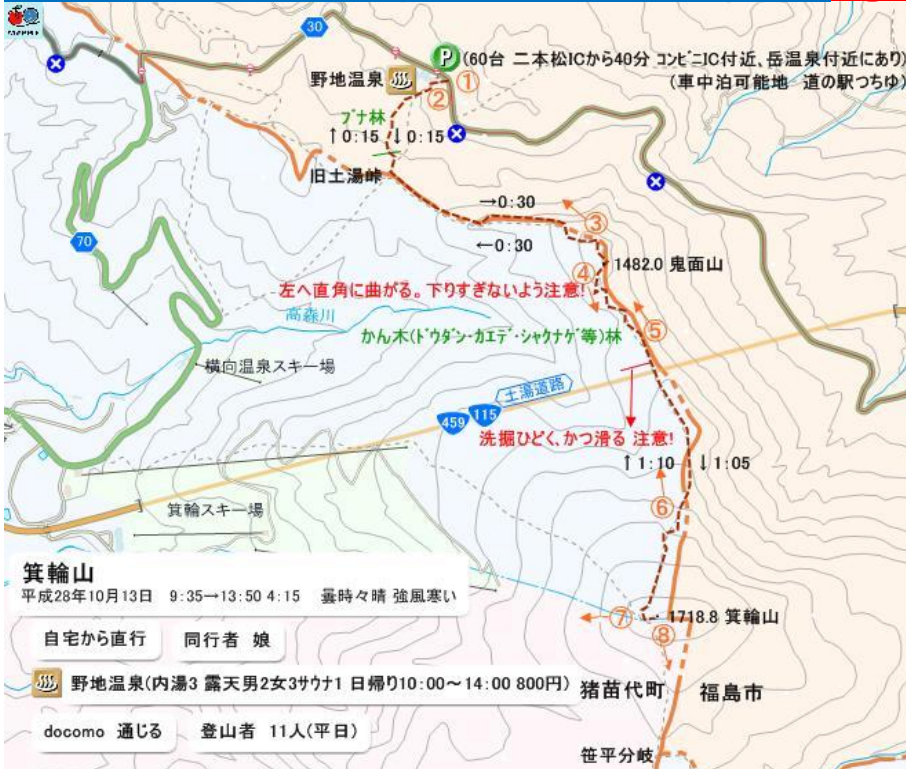 30
P (60台 二本松ICから40分 コンビニIC付近、岳温泉付近にあり)
(車中泊可能地 道の駅つちゆ)
野地温泉
①
②
ブナ林
↑0:15 ↓0:15
旧土湯峠
→0:30
③
←0:30
70
④
1482.0 鬼面山
左へ直角に曲がる。下りすぎないよう注意!
高森川
⑤
かん木(ドウダン・カエデ・シャクナゲ等)林
横向温泉スキー場
土湯道路
459 115
洗掘ひどく、かつ滑る 注意!
↑1:10 ↓1:05
⑥
箕輪スキー場
箕輪山
平成28年10月13日 9:35→13:50 4:15 曇時々晴 強風寒い
⑦
1718.8 箕輪山
⑧
自宅から直行 同行者 娘
野地温泉(内湯3 露天男2女3サウナ1 日帰り10:00～14:00 800円)
猪苗代町 福島市
docomo 通じる 登山者 11人(平日)
笹平分岐